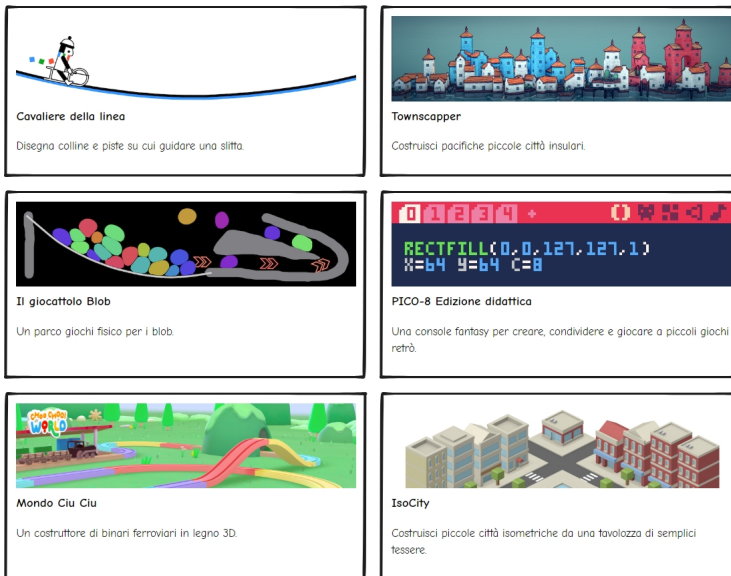 Cavaliere della linea
Disegna colline e piste su cui guidare una slitta.
Townscapper
Costruisci pacifiche piccole città insulari.
Il giocattolo Blob
Un parco giochi fisico per i blob.
0 1 2 3 4 +
RECTFILL(0,0,127,127,1)
X=64 Y=64 C=8
PICO-8 Edizione didattica
Una console fantasy per creare, condividere e giocare a piccoli giochi
retrò.
CHOO CHOO
WORLD
Mondo Ciu Ciu
Un costruttore di binari ferroviari in legno 3D.
IsoCity
Costruisci piccole città isometriche da una tavolozza di semplici
tessere.